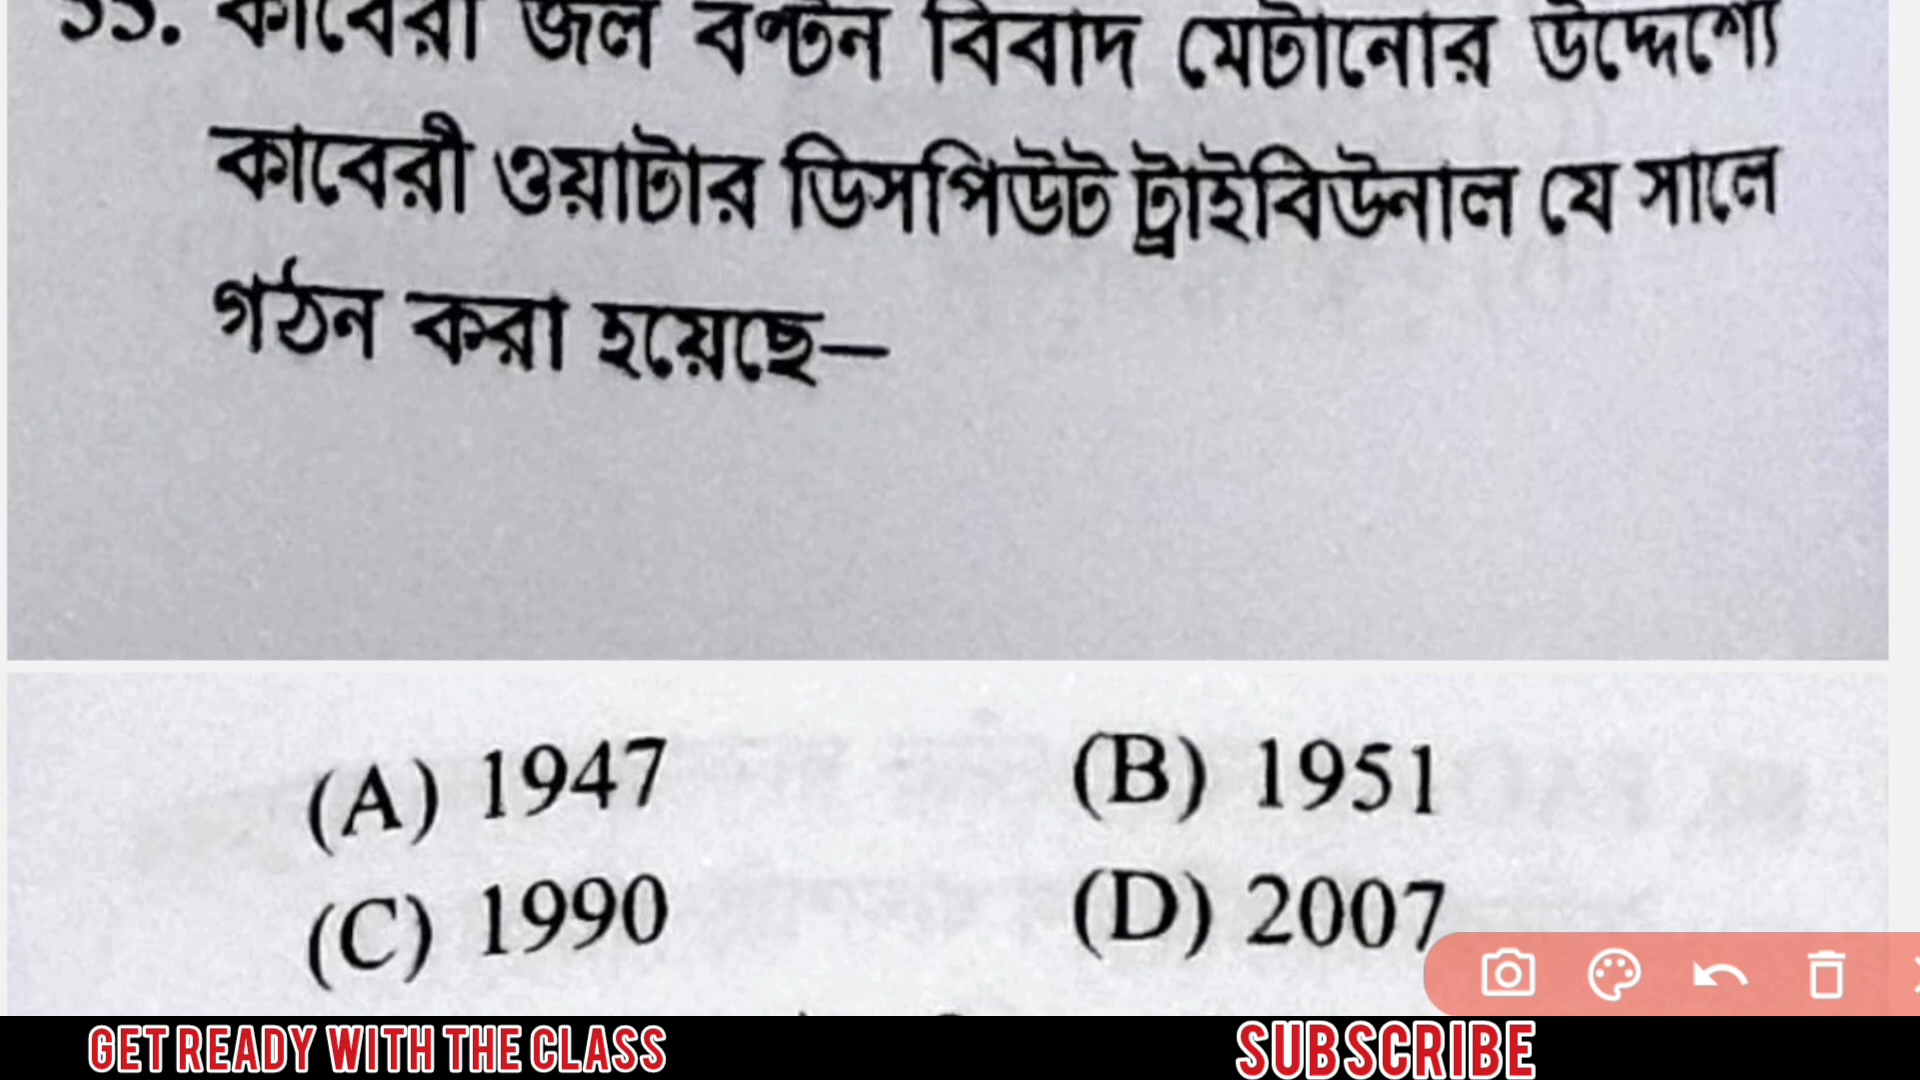 ৩৩. কাবেরী জল বণ্টন বিবাদ মেটানোর উদ্দেশ্যে
কাবেরী ওয়াটার ডিসপিউট ট্রাইবিউনাল যে সালে
গঠন করা হয়েছে—
(A) 1947
(B) 1951
(C) 1990
(D) 2007
GET READY WITH THE CLASS
SUBSCRIBE